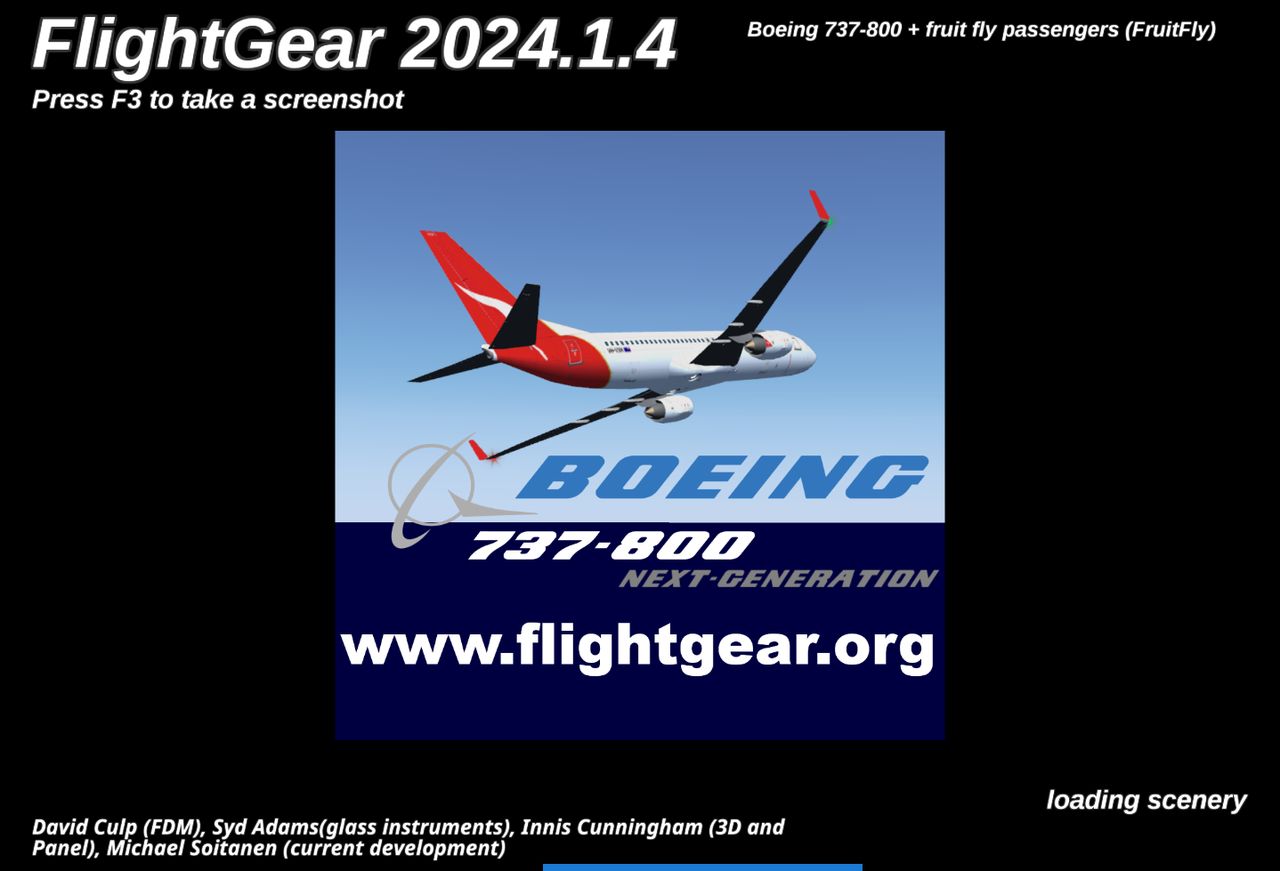 FlightGear 2024.1.4
Boeing 737-800 + fruit fly passengers (FruitFly)
Press F3 to take a screenshot
BOEING
737-800
NEXT-GENERATION
www.flightgear.org
loading scenery
David Culp (FDM), Syd Adams(glass instruments), Innis Cunningham (3D and
Panel), Michael Soitanen (current development)